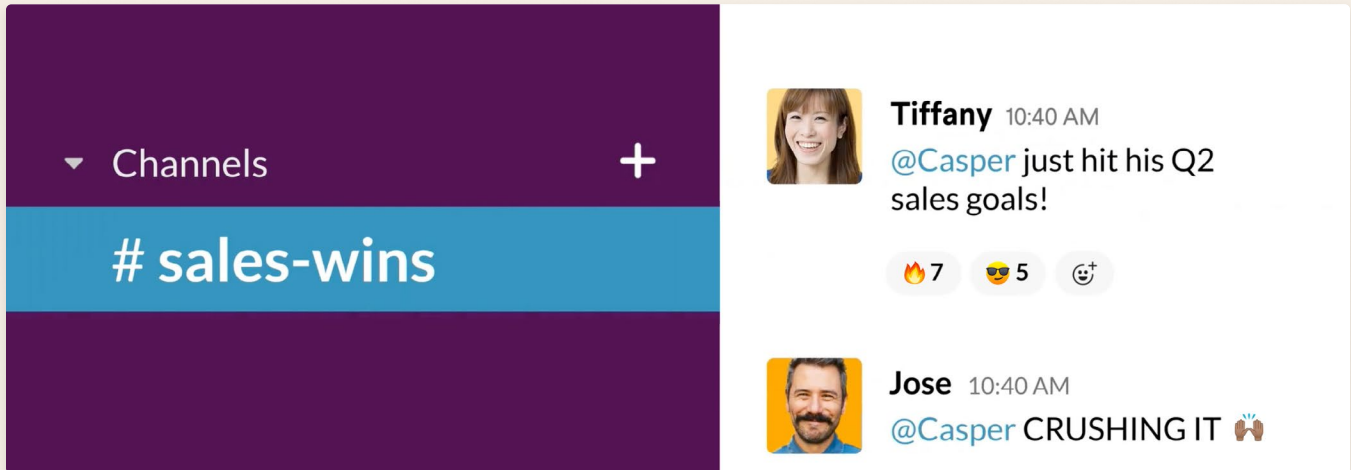 Channels
# sales-wins
Tiffany 10:40 AM
@Casper just hit his Q2
sales goals!
🔥 7 😎 5
Jose 10:40 AM
@Casper CRUSHING IT 🙌🏾